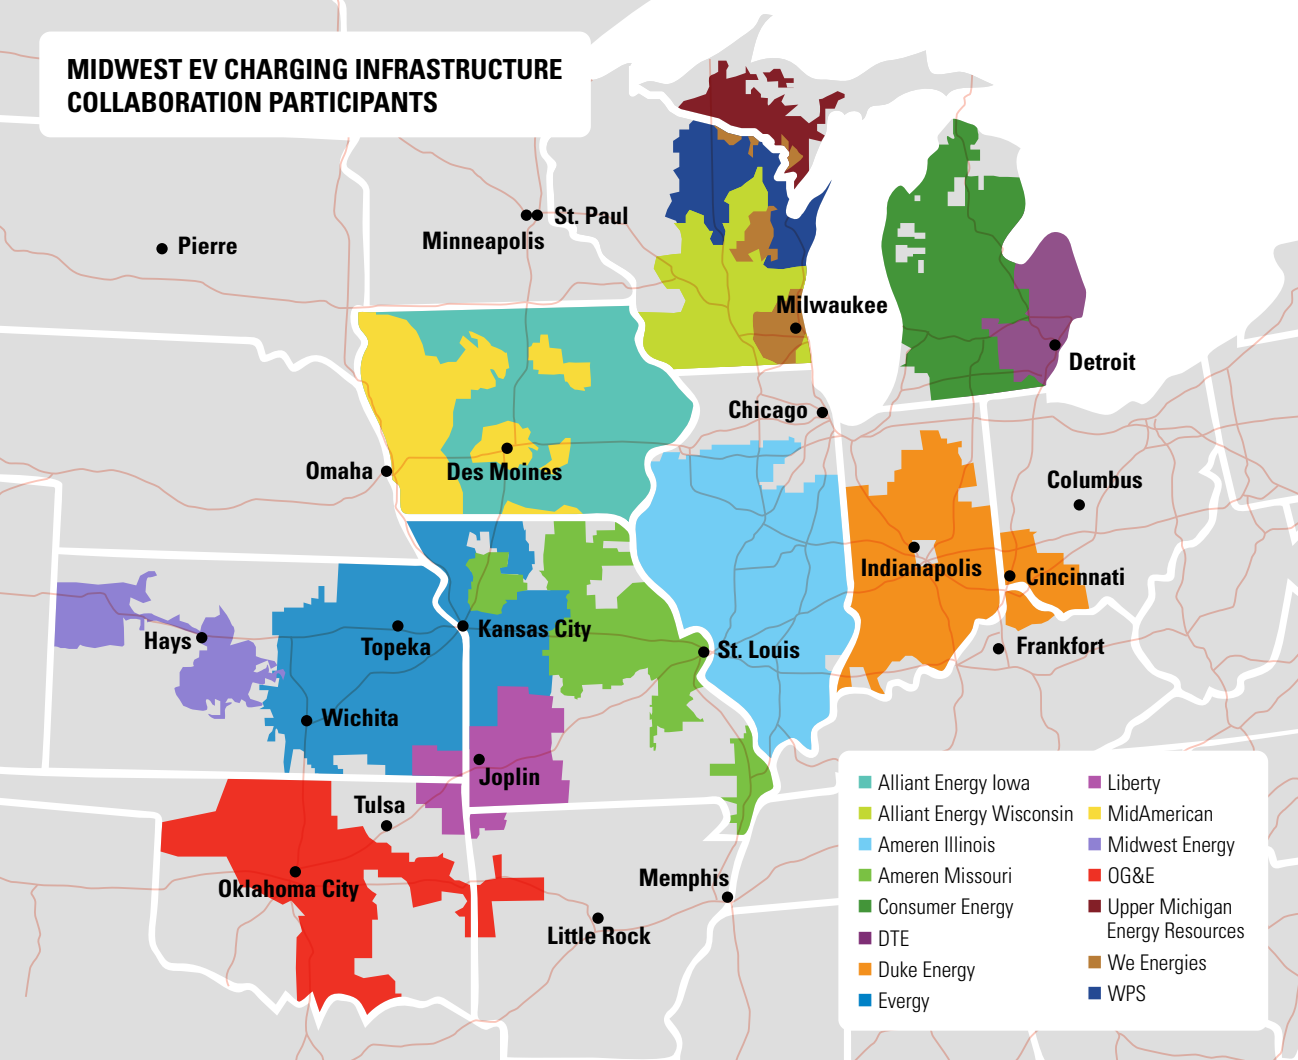 MIDWEST EV CHARGING INFRASTRUCTURE
COLLABORATION PARTICIPANTS
St. Paul
Minneapolis
Pierre
Milwaukee
Detroit
Chicago
Omaha
Des Moines
Columbus
Indianapolis
Cincinnati
Hays
Topeka
Kansas City
St. Louis
Frankfort
Wichita
Joplin
Tulsa
Oklahoma City
Memphis
Little Rock
Alliant Energy Iowa
Alliant Energy Wisconsin
Ameren Illinois
Ameren Missouri
Consumer Energy
DTE
Duke Energy
Evergy
Liberty
MidAmerican
Midwest Energy
OG&E
Upper Michigan
Energy Resources
We Energies
WPS